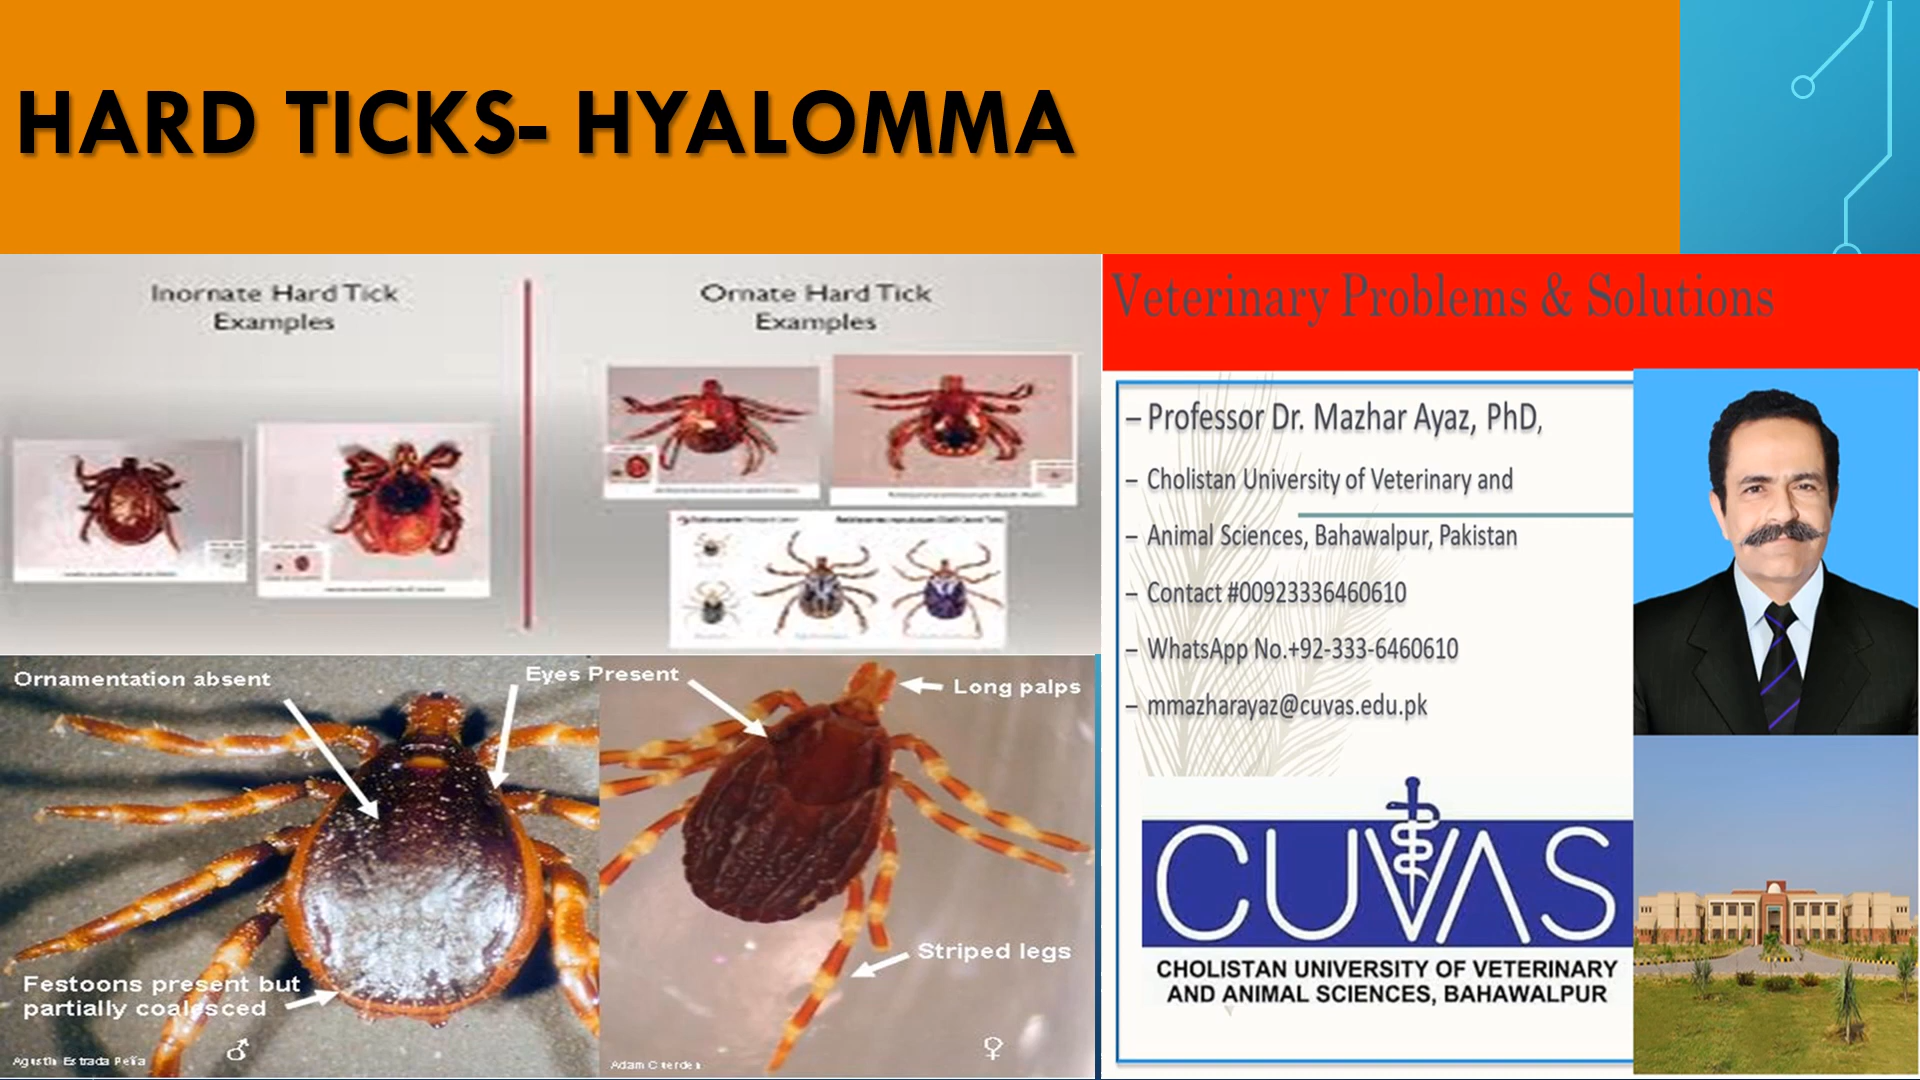 HARD TICKS- HYALOMMA
Inornate Hard Tick
Examples
Ornate Hard Tick
Examples
Ornamentation absent
Eyes Present
Long palps
Striped legs
Festoons present but
partially coalesced
♂
♀
Agustín Estrada Peña
Adam
Veterinary Problems & Solutions
– Professor Dr. Mazhar Ayaz, PhD,
– Cholistan University of Veterinary and
– Animal Sciences, Bahawalpur, Pakistan
– Contact #00923336460610
– WhatsApp No.+92-333-6460610
– mmazharayaz@cuvas.edu.pk
CUVAS
CHOLISTAN UNIVERSITY OF VETERINARY
AND ANIMAL SCIENCES, BAHAWALPUR